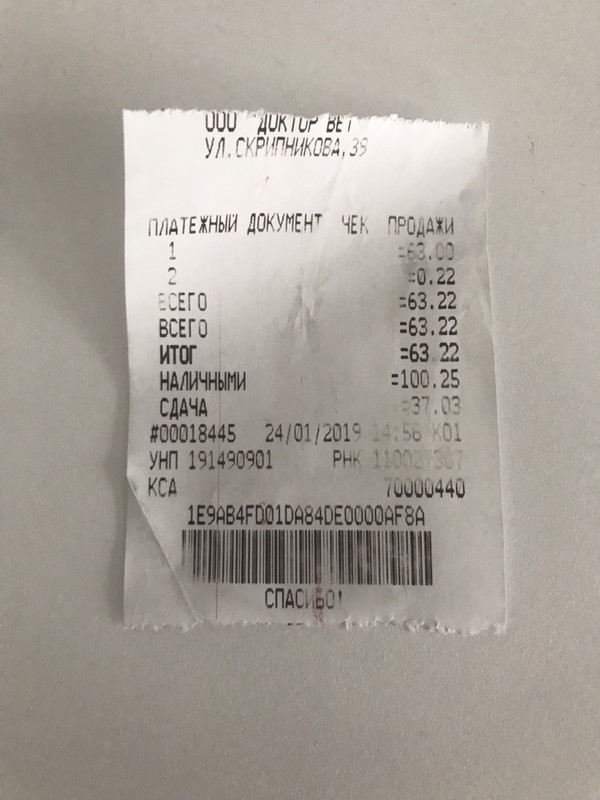 ООО "ДОКТОР ВЕТ"
УЛ.СКРИПНИКОВА,39
ПЛАТЕЖНЫЙ ДОКУМЕНТ ЧЕК ПРОДАЖИ
1 =63.00
2 =0.22
ВСЕГО =63.22
ВСЕГО =63.22
ИТОГ =63.22
НАЛИЧНЫМИ =100.25
СДАЧА =37.03
#00018445 24/01/2019 14:56 К01
УНП 191490901 РНК 110027307
КСА 70000440
1E9AB4FD01DA84DE0000AF8A
СПАСИБО!